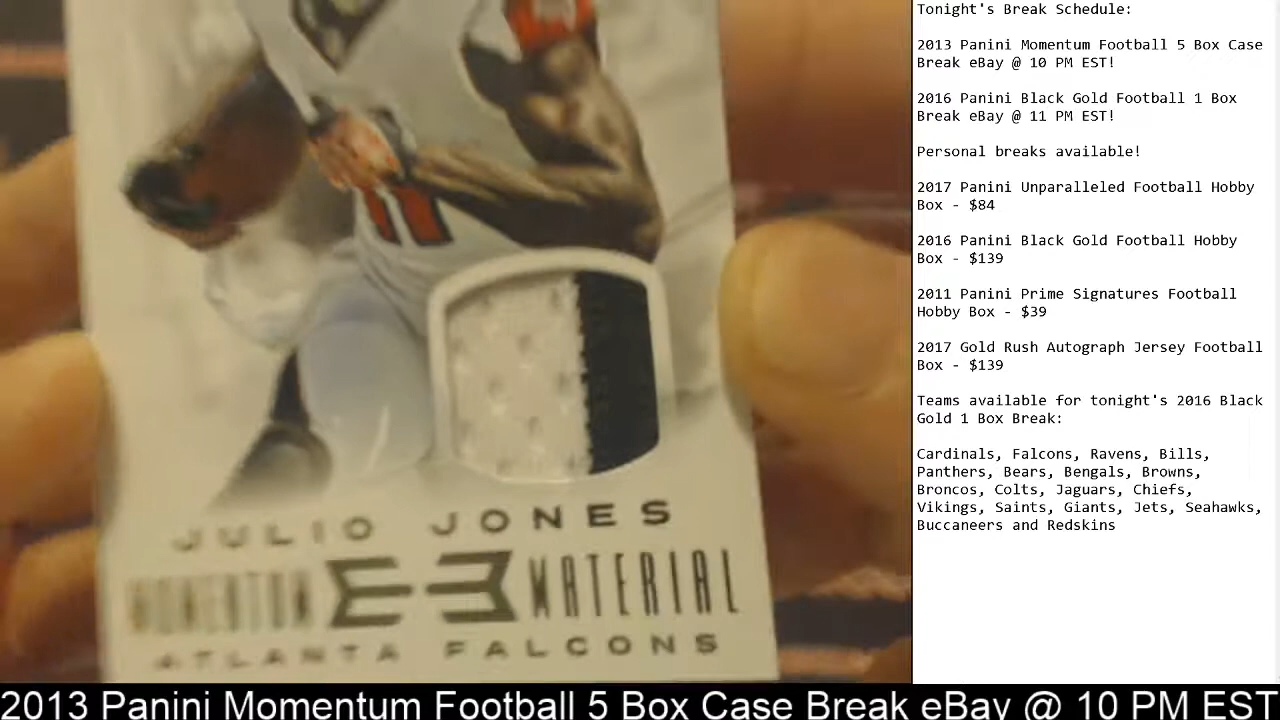 11
JULIO JONES
MOMENTUM MATERIAL
ATLANTA FALCONS
Tonight's Break Schedule:
2013 Panini Momentum Football 5 Box Case
Break eBay @ 10 PM EST!
2016 Panini Black Gold Football 1 Box
Break eBay @ 11 PM EST!
Personal breaks available!
2017 Panini Unparalleled Football Hobby
Box - $84
2016 Panini Black Gold Football Hobby
Box - $139
2011 Panini Prime Signatures Football
Hobby Box - $39
2017 Gold Rush Autograph Jersey Football
Box - $139
Teams available for tonight's 2016 Black
Gold 1 Box Break:
Cardinals, Falcons, Ravens, Bills,
Panthers, Bears, Bengals, Browns,
Broncos, Colts, Jaguars, Chiefs,
Vikings, Saints, Giants, Jets, Seahawks,
Buccaneers and Redskins
2013 Panini Momentum Football 5 Box Case Break eBay @ 10 PM EST